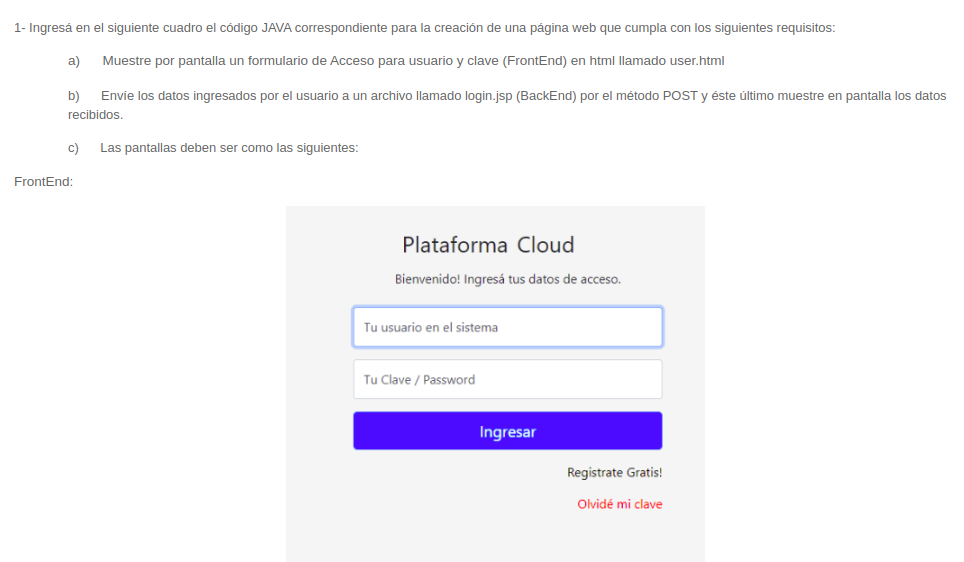 1- Ingresá en el siguiente cuadro el código JAVA correspondiente para la creación de una página web que cumpla con los siguientes requisitos:
a) Muestre por pantalla un formulario de Acceso para usuario y clave (FrontEnd) en html llamado user.html
b) Envíe los datos ingresados por el usuario a un archivo llamado login.jsp (BackEnd) por el método POST y éste último muestre en pantalla los datos
recibidos.
c) Las pantallas deben ser como las siguientes:
FrontEnd:
Plataforma Cloud
Bienvenido! Ingresá tus datos de acceso.
Tu usuario en el sistema
Tu Clave / Password
Ingresar
Registrate Gratis!
Olvidé mi clave